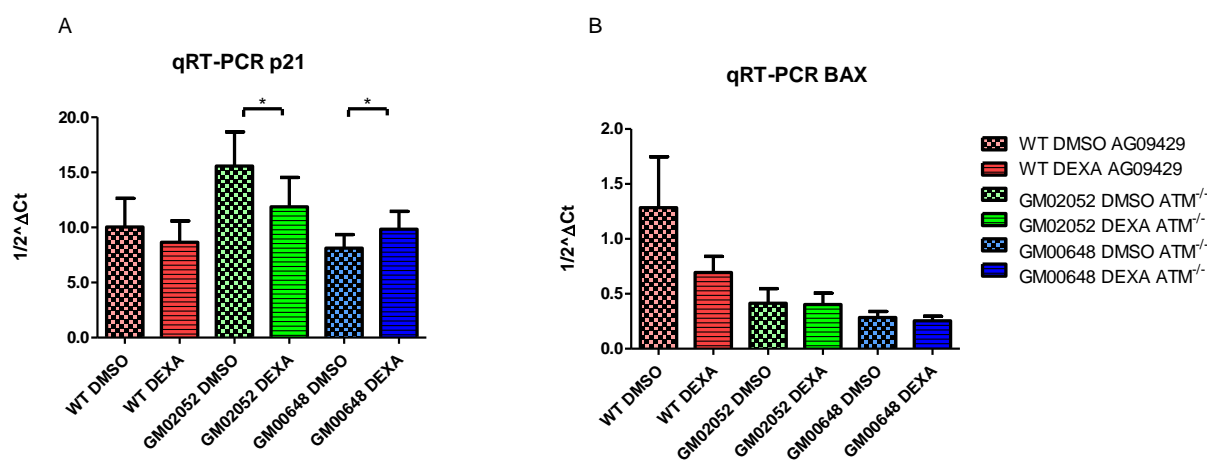 A
qRT-PCR p21
1/2^ΔCt
20.0
15.0
10.0
5.0
0.0
*
*
WT DMSO
WT DEXA
GM02052 DMSO
GM02052 DEXA
GM00648 DMSO
GM00648 DEXA
B
qRT-PCR BAX
1/2^ΔCt
2.0
1.5
1.0
0.5
0.0
WT DMSO
WT DEXA
GM02052 DMSO
GM02052 DEXA
GM00648 DMSO
GM00648 DEXA
WT DMSO AG09429
WT DEXA AG09429
GM02052 DMSO ATM-/-
GM02052 DEXA ATM-/-
GM00648 DMSO ATM-/-
GM00648 DEXA ATM-/-